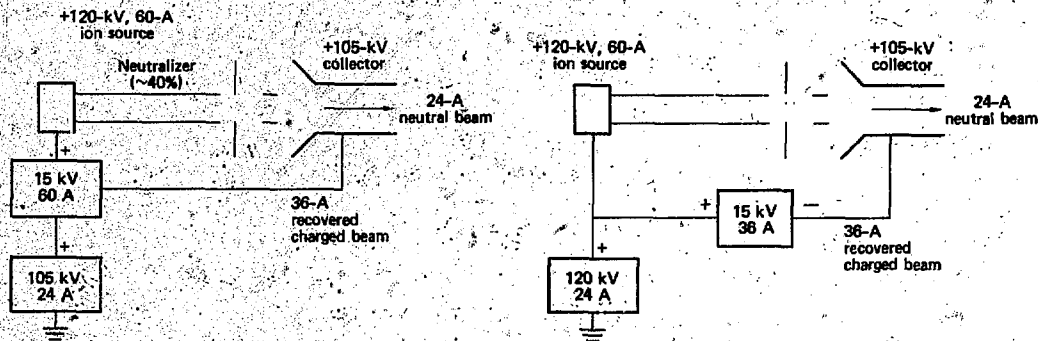 +120-kV, 60-A
ion source
Neutralizer
(~40%)
+105-kV
collector
24-A
neutral beam
+
15 kV
60 A
36-A
recovered
charged beam
+
105 kV
24 A
+120-kV, 60-A
ion source
+105-kV
collector
24-A
neutral beam
+
15 kV
36 A
−
36-A
recovered
charged beam
+
120 kV
24 A